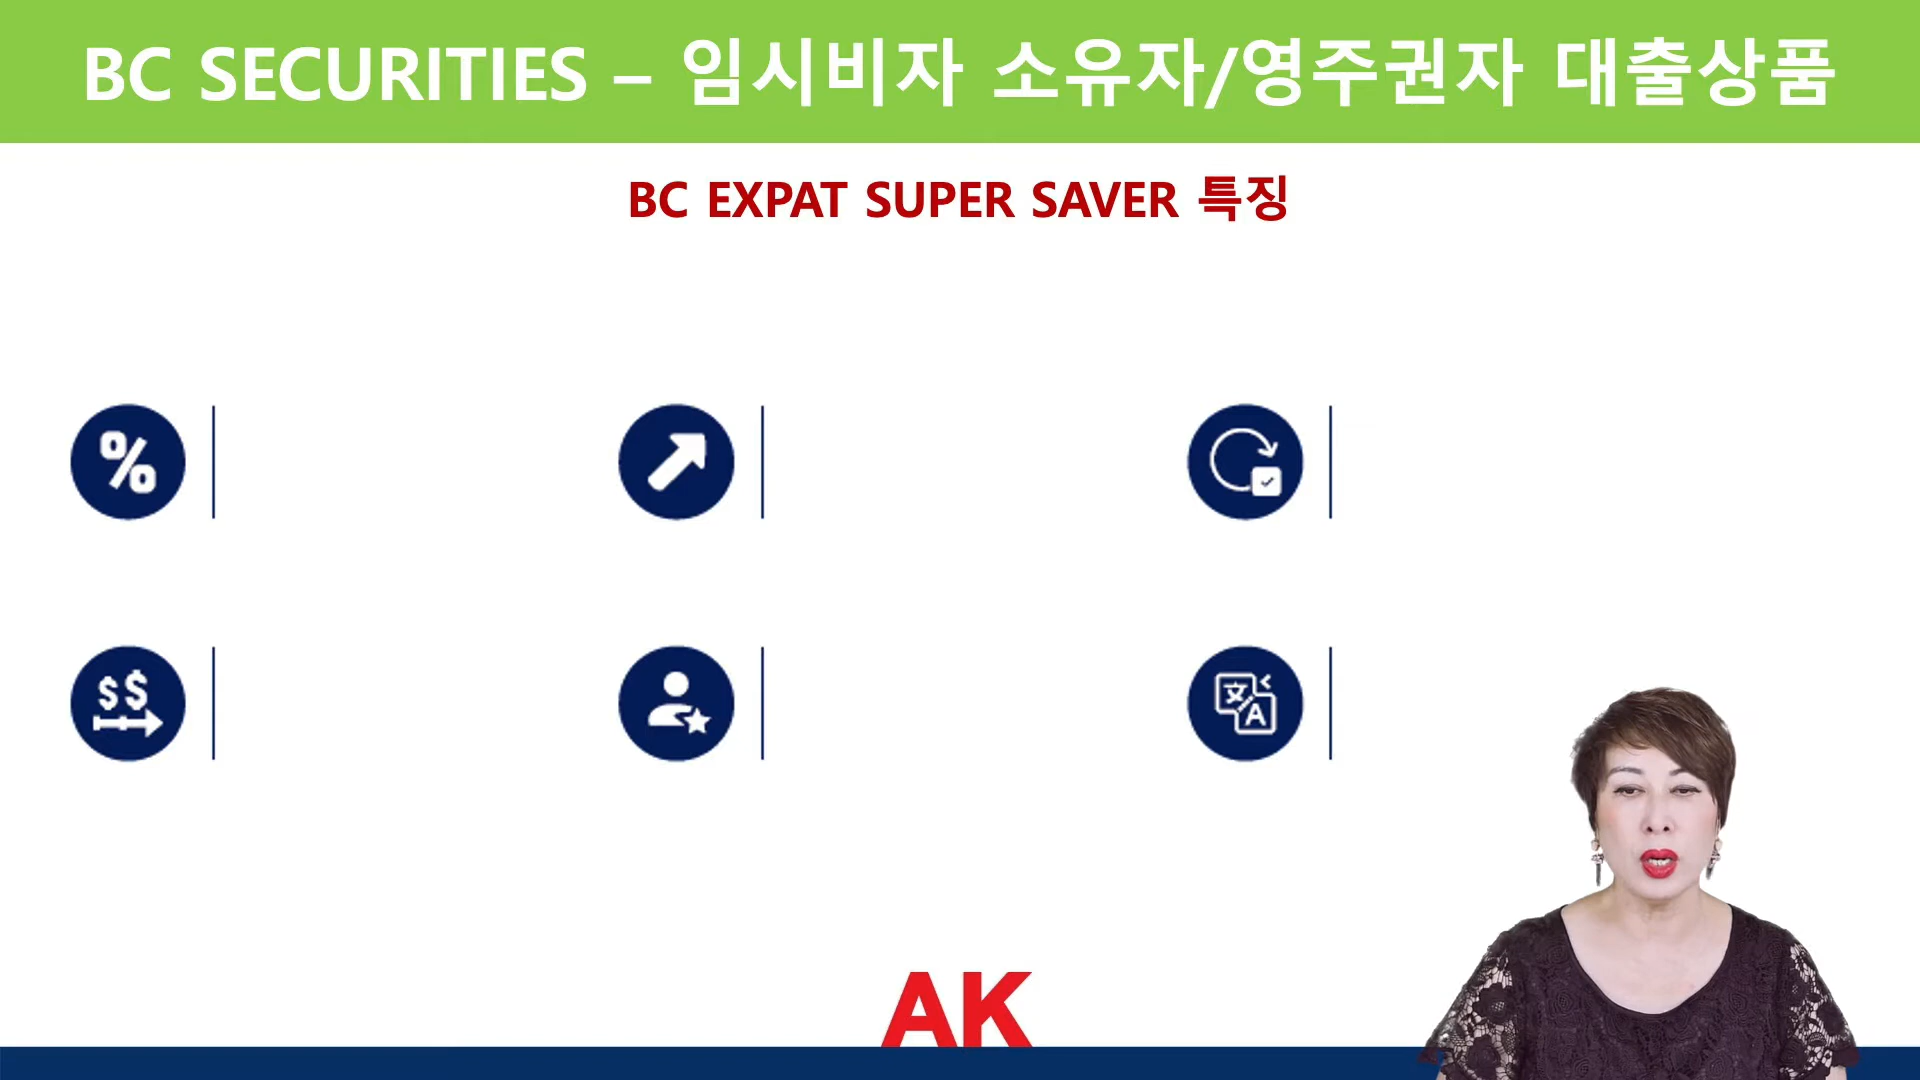 BC SECURITIES – 임시비자 소유자/영주권자 대출상품
BC EXPAT SUPER SAVER 특징
%
$$
文
A
AK